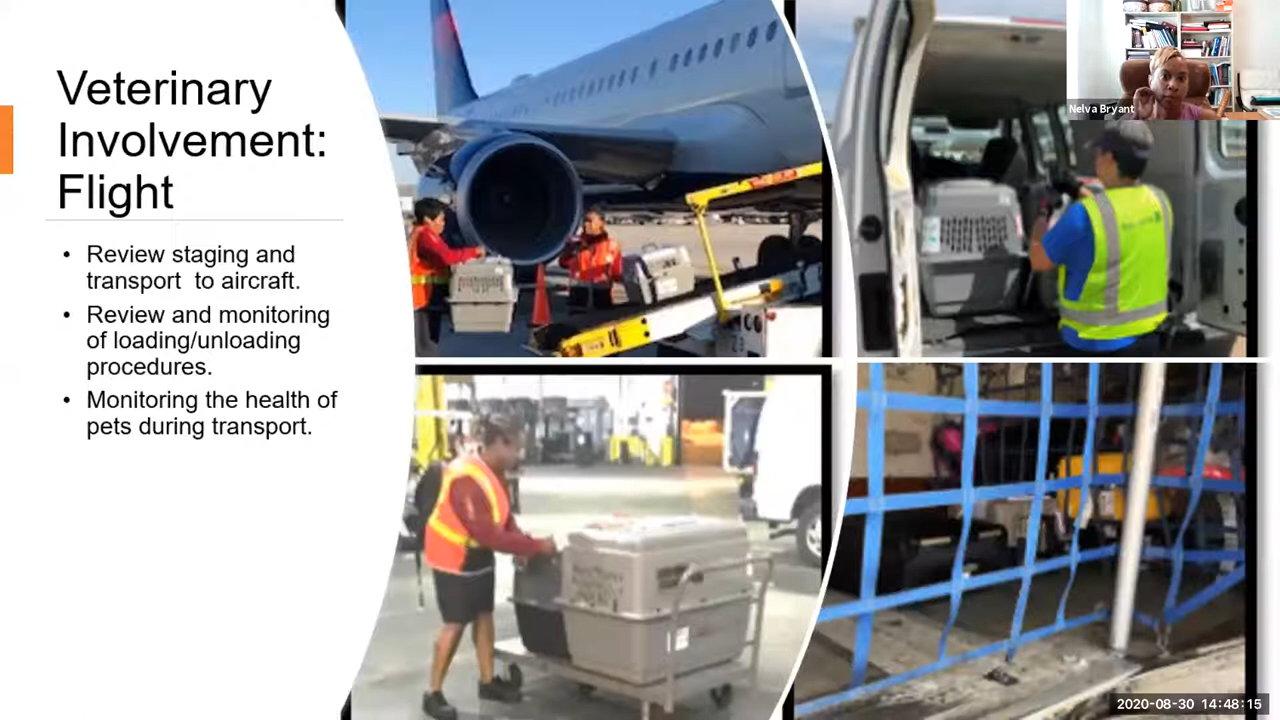 Veterinary
Involvement:
Flight
• Review staging and
transport  to aircraft.
• Review and monitoring
of loading/unloading
procedures.
• Monitoring the health of
pets during transport.
Nelva Bryant
2020-08-30 14:48:15